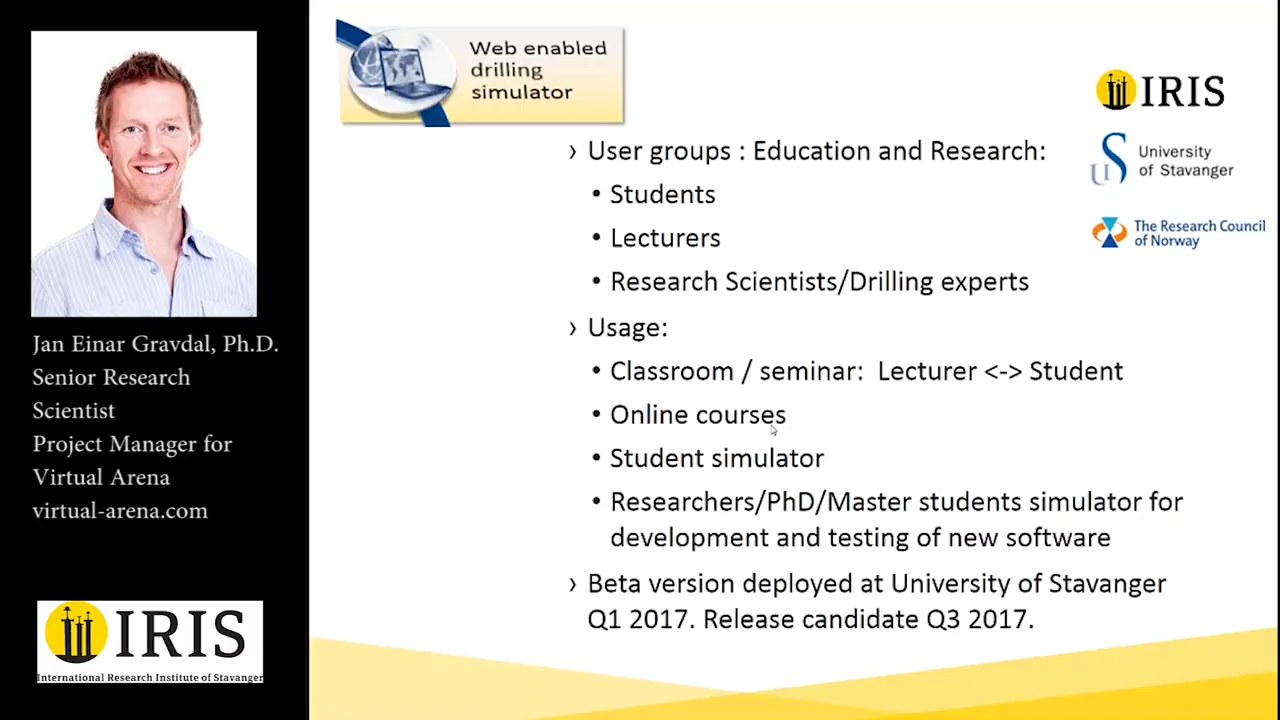 Jan Einar Gravdal, Ph.D.
Senior Research
Scientist
Project Manager for
Virtual Arena
virtual-arena.com
IRIS
International Research Institute of Stavanger
Web enabled
drilling
simulator
IRIS
University
of Stavanger
The Research Council
of Norway
› User groups : Education and Research:
• Students
• Lecturers
• Research Scientists/Drilling experts
› Usage:
• Classroom / seminar: Lecturer <-> Student
• Online courses
• Student simulator
• Researchers/PhD/Master students simulator for
development and testing of new software
› Beta version deployed at University of Stavanger
Q1 2017. Release candidate Q3 2017.